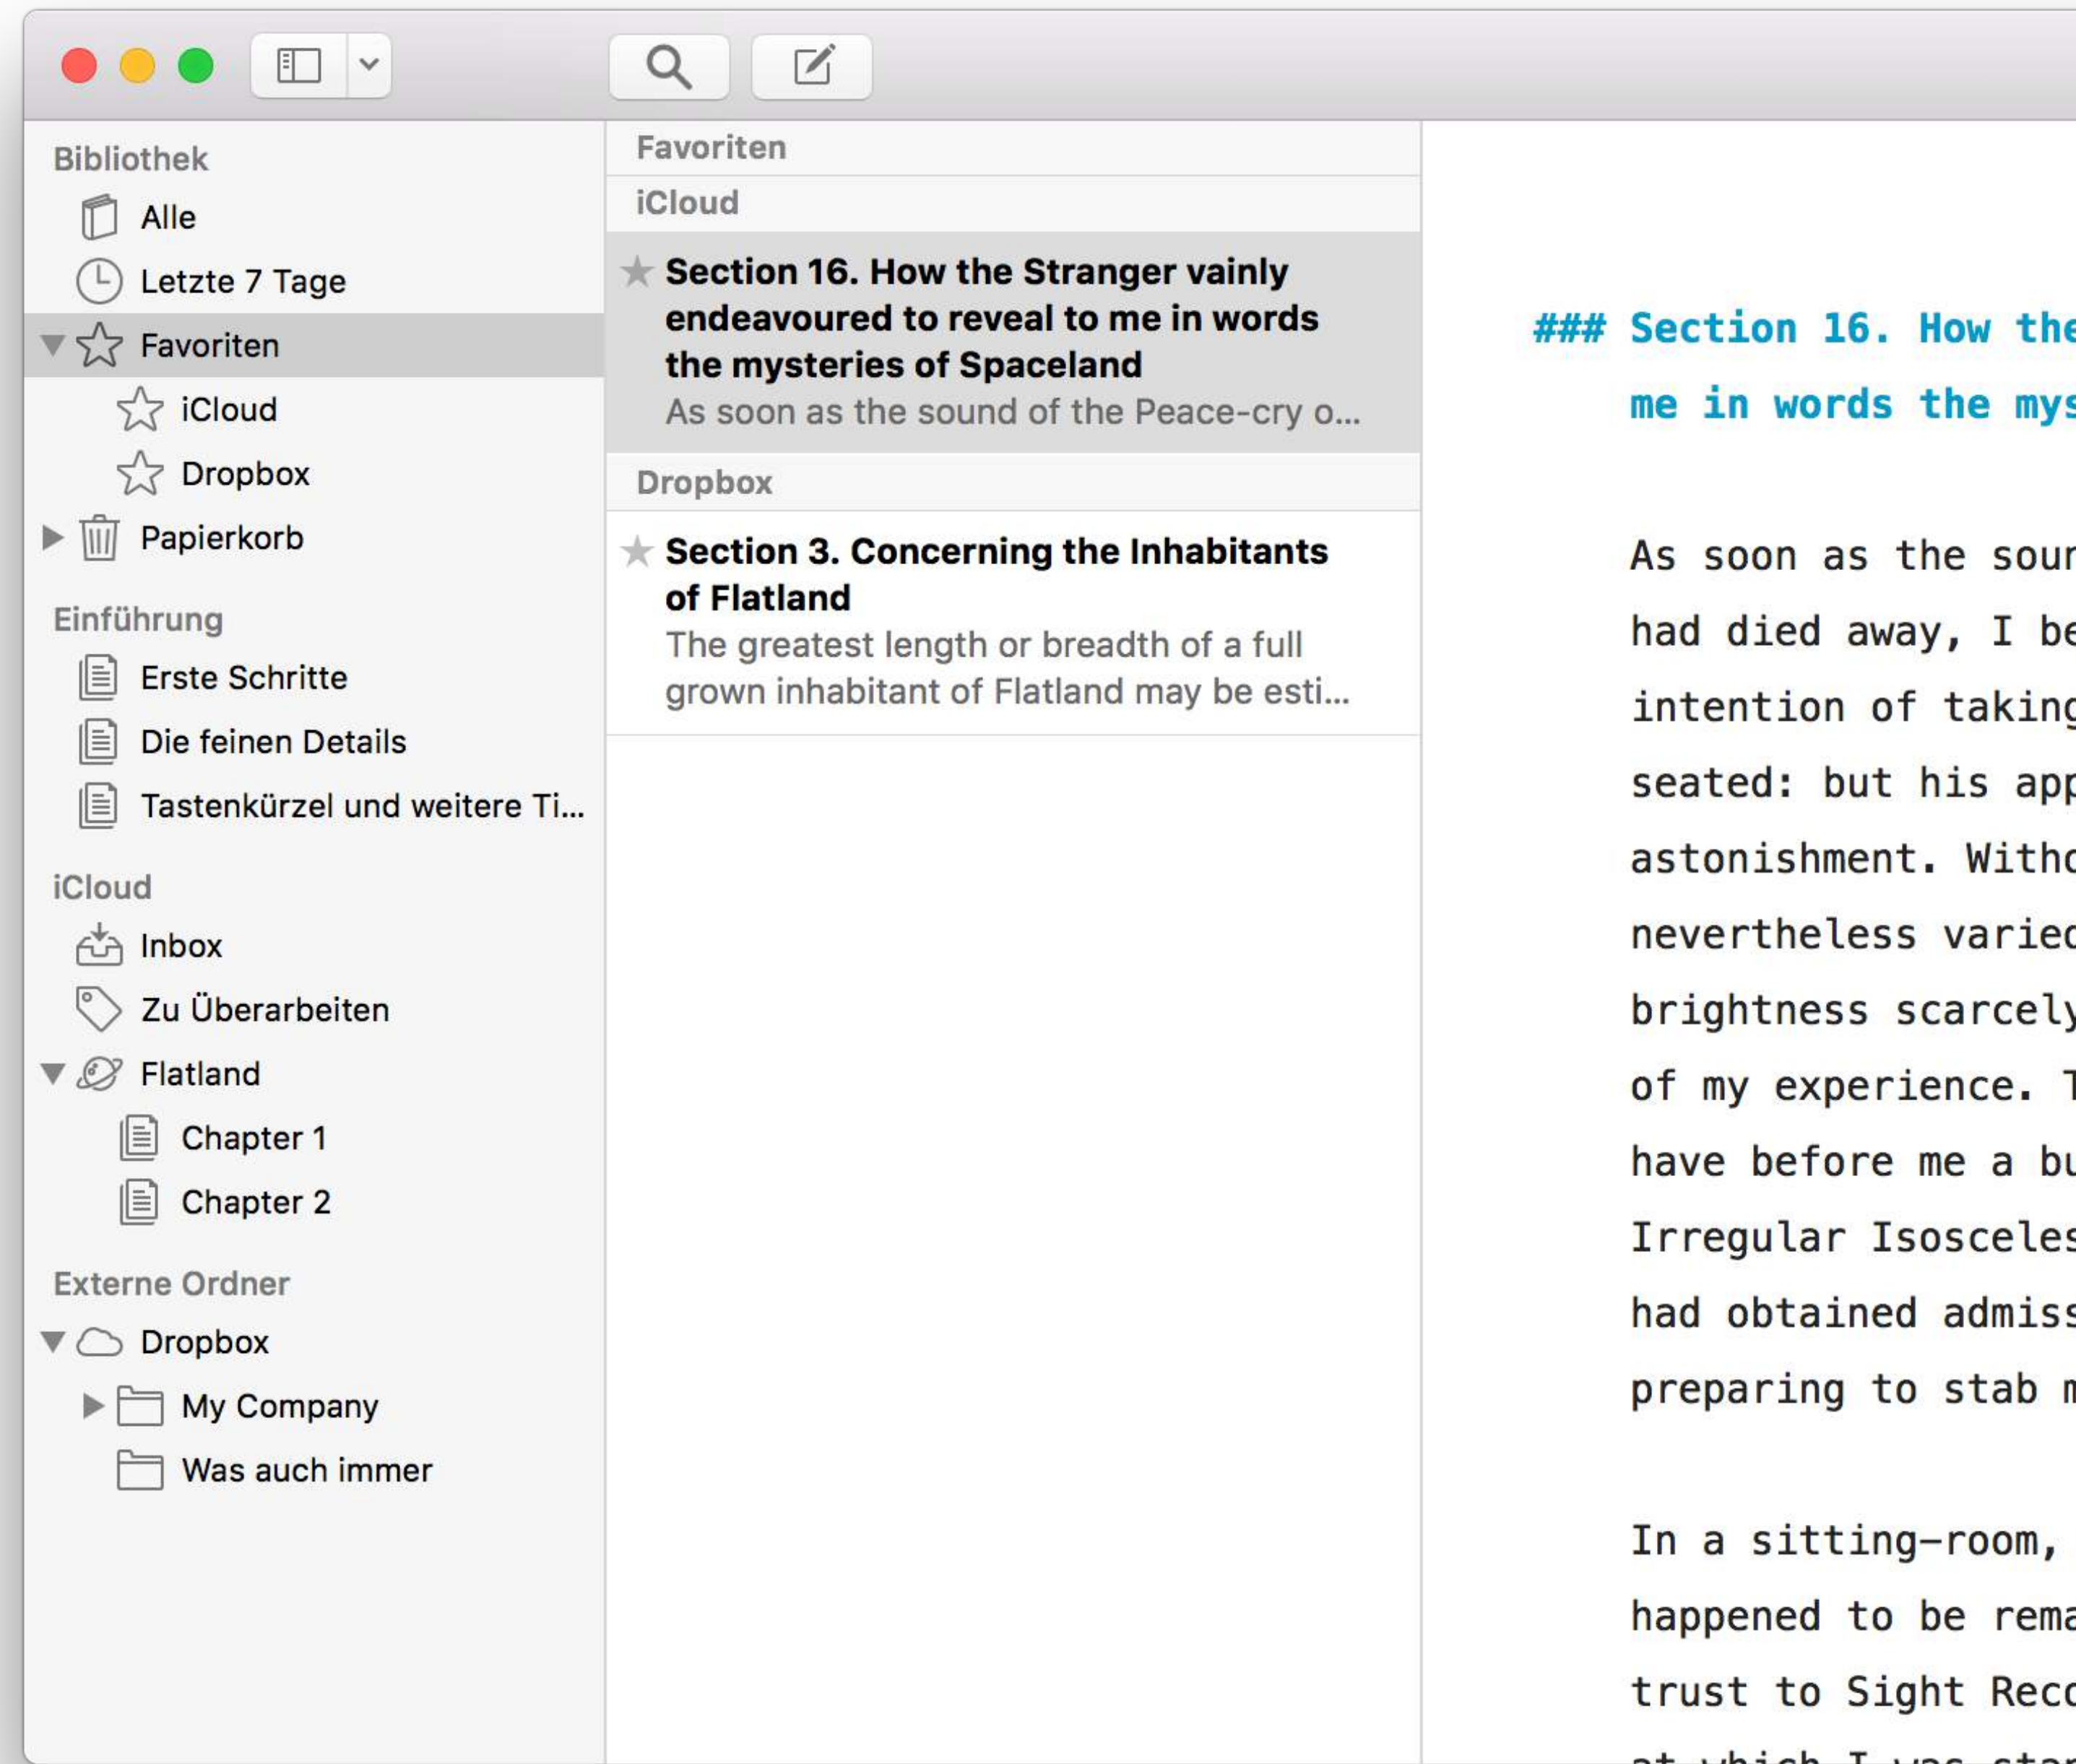 Bibliothek
Alle
Letzte 7 Tage
Favoriten
iCloud
Dropbox
Papierkorb
Einführung
Erste Schritte
Die feinen Details
Tastenkürzel und weitere Ti...
iCloud
Inbox
Zu Überarbeiten
Flatland
Chapter 1
Chapter 2
Externe Ordner
Dropbox
My Company
Was auch immer
Favoriten
iCloud
Section 16. How the Stranger vainly
endeavoured to reveal to me in words
the mysteries of Spaceland
As soon as the sound of the Peace-cry o...
Dropbox
Section 3. Concerning the Inhabitants
of Flatland
The greatest length or breadth of a full
grown inhabitant of Flatland may be esti...
### Section 16. How the
me in words the mys
As soon as the soun
had died away, I be
intention of taking
seated: but his app
astonishment. Witho
nevertheless varied
brightness scarcely
of my experience. T
have before me a bu
Irregular Isosceles
had obtained admiss
preparing to stab m
In a sitting-room,
happened to be rema
trust to Sight Reco
at which I was stan